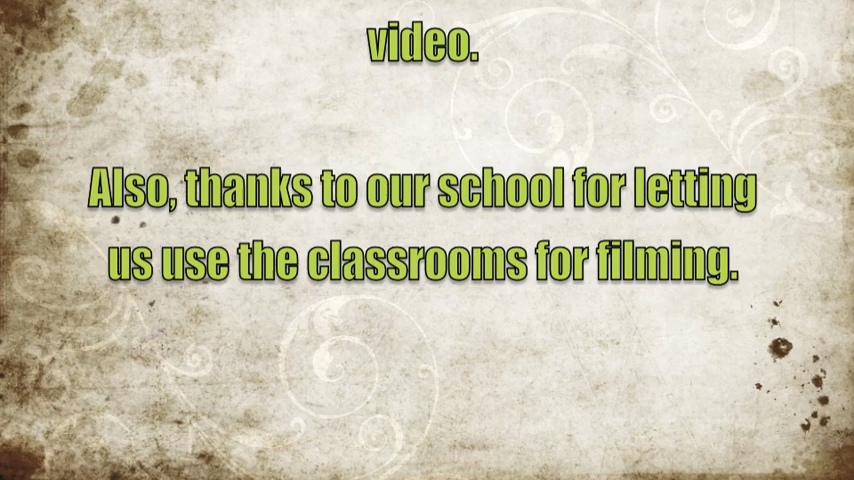 video.
Also, thanks to our school for letting
us use the classrooms for filming.